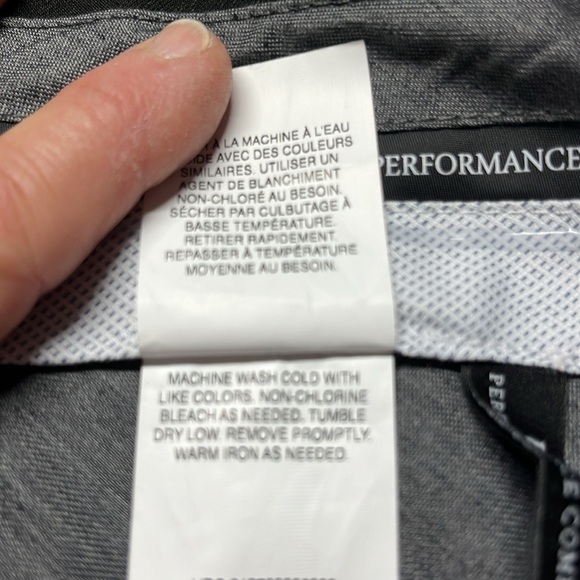 À LA MACHINE À L'EAU
AVEC DES COULEURS
SIMILAIRES. UTILISER UN
AGENT DE BLANCHIMENT
NON-CHLORÉ AU BESOIN.
SÉCHER PAR CULBUTAGE À
BASSE TEMPÉRATURE.
RETIRER RAPIDEMENT.
REPASSER À TEMPÉRATURE
MOYENNE AU BESOIN.
PERFORMANCE
MACHINE WASH COLD WITH
LIKE COLORS. NON-CHLORINE
BLEACH AS NEEDED. TUMBLE
DRY LOW. REMOVE PROMPTLY.
WARM IRON AS NEEDED.
PER
E COM